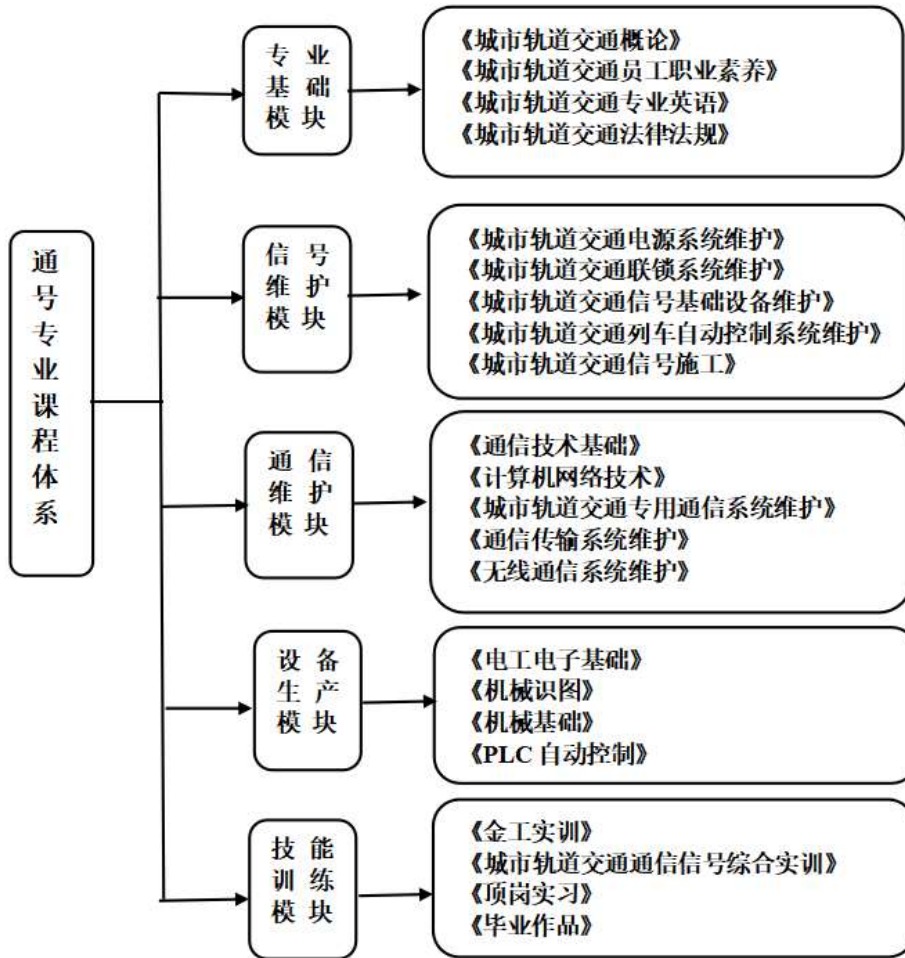 通号专业课程体系
专业
基础
模块
《城市轨道交通概论》
《城市轨道交通员工职业素养》
《城市轨道交通专业英语》
《城市轨道交通法律法规》
信号
维护
模块
《城市轨道交通电源系统维护》
《城市轨道交通联锁系统维护》
《城市轨道交通信号基础设备维护》
《城市轨道交通列车自动控制系统维护》
《城市轨道交通信号施工》
通信
维护
模块
《通信技术基础》
《计算机网络技术》
《城市轨道交通专用通信系统维护》
《通信传输系统维护》
《无线通信系统维护》
设备
生产
模块
《电工电子基础》
《机械识图》
《机械基础》
《PLC 自动控制》
技能
训练
模块
《金工实训》
《城市轨道交通通信信号综合实训》
《顶岗实习》
《毕业作品》